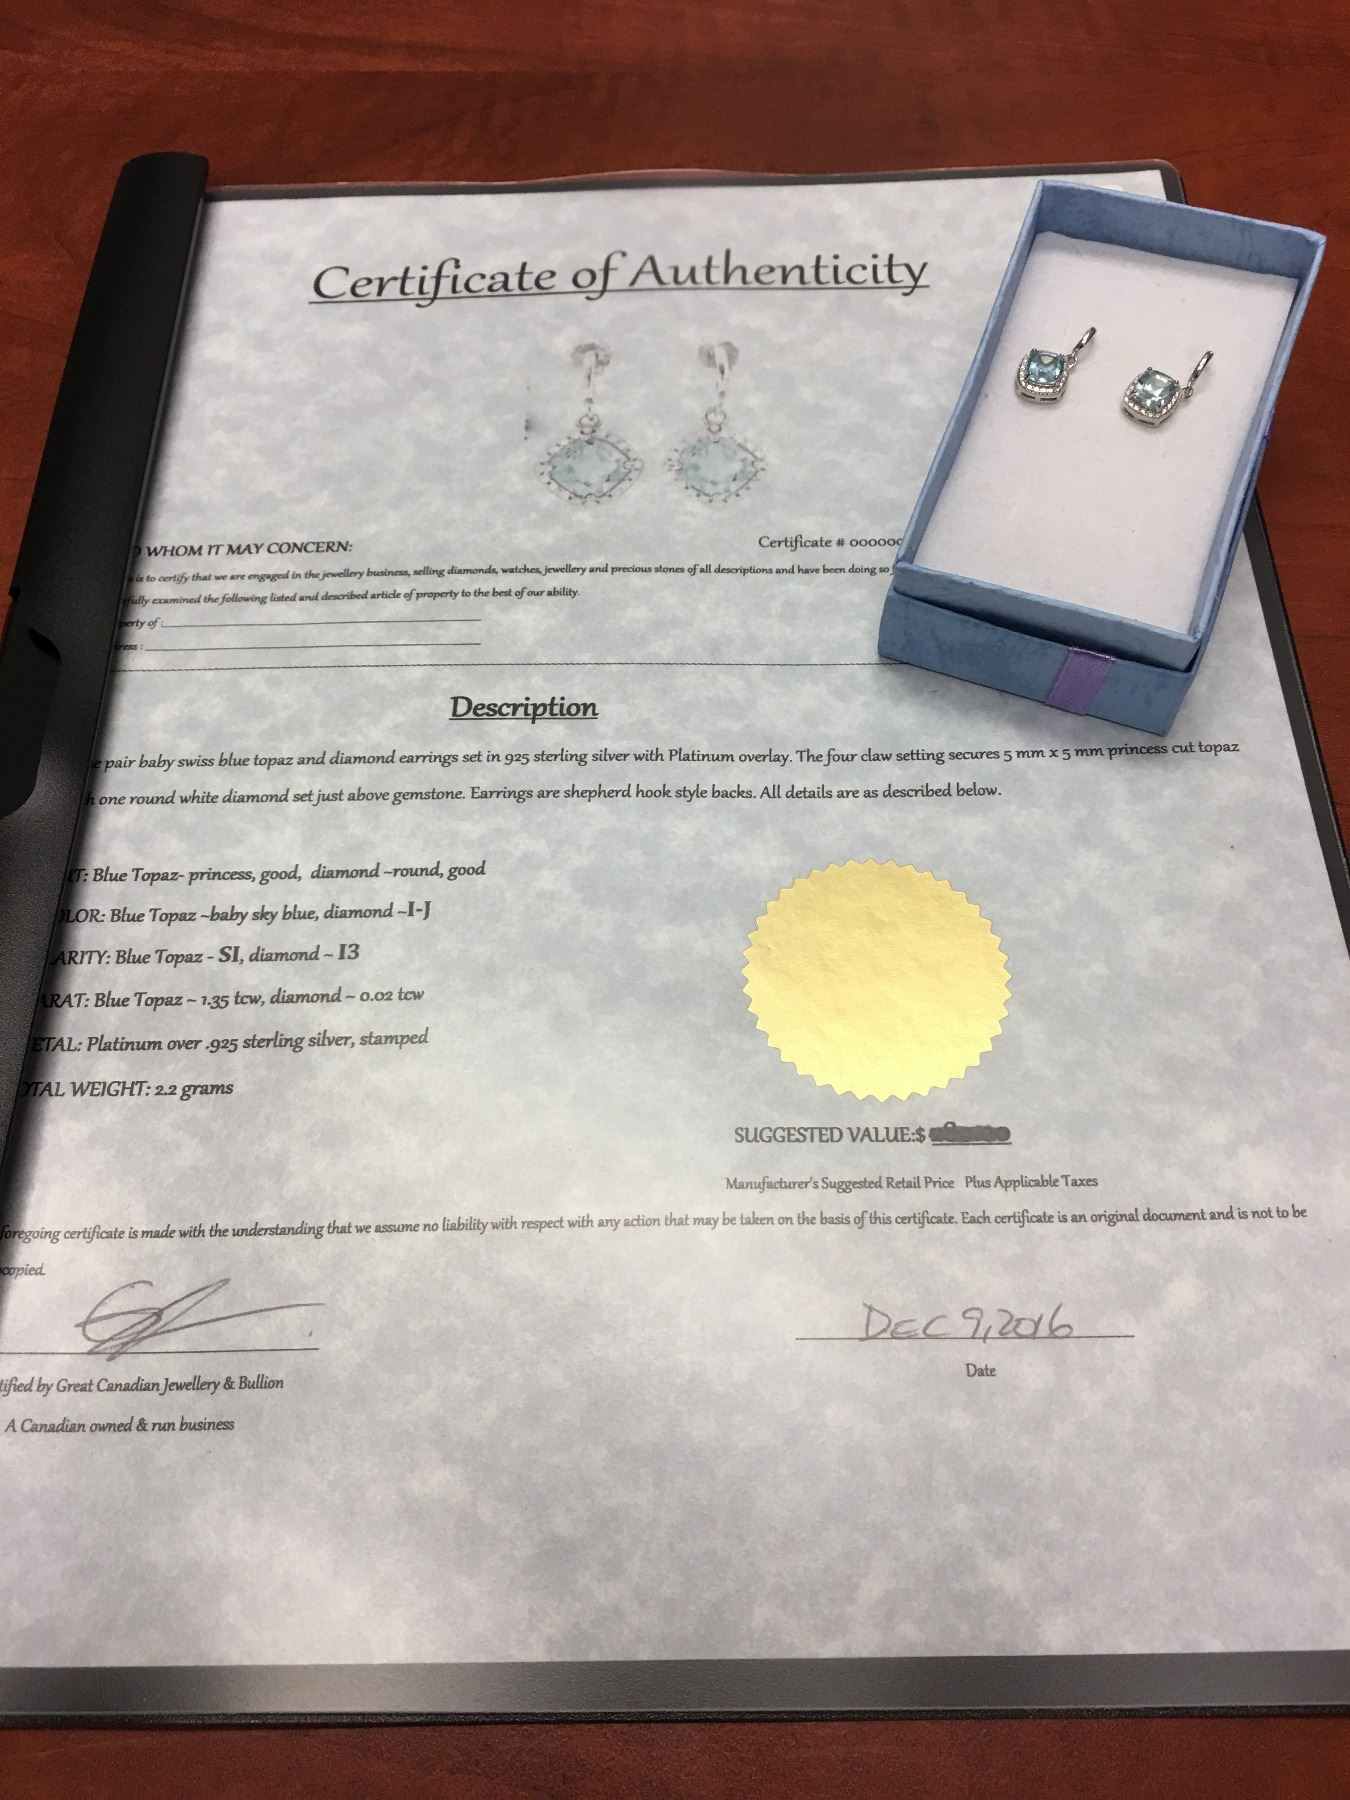 Certificate of Authenticity
WHOM IT MAY CONCERN:
Certificate # 000000
is to certify that we are engaged in the jewellery business, selling diamonds, watches, jewellery and precious stones of all descriptions and have been doing so
fully examined the following listed and described article of property to the best of our ability.
erty of :
ress :
Description
e pair baby swiss blue topaz and diamond earrings set in 925 sterling silver with Platinum overlay. The four claw setting secures 5 mm x 5 mm princess cut topaz
h one round white diamond set just above gemstone. Earrings are shepherd hook style backs. All details are as described below.
T: Blue Topaz- princess, good, diamond ~round, good
LOR: Blue Topaz ~baby sky blue, diamond ~I-J
ARITY: Blue Topaz - SI, diamond ~ I3
ARAT: Blue Topaz ~ 1.35 tcw, diamond ~ 0.02 tcw
ETAL: Platinum over .925 sterling silver, stamped
OTAL WEIGHT: 2.2 grams
SUGGESTED VALUE:$
Manufacturer's Suggested Retail Price Plus Applicable Taxes
foregoing certificate is made with the understanding that we assume no liability with respect with any action that may be taken on the basis of this certificate. Each certificate is an original document and is not to be
copied.
DEC 9, 2016
Date
tified by Great Canadian Jewellery & Bullion
A Canadian owned & run business